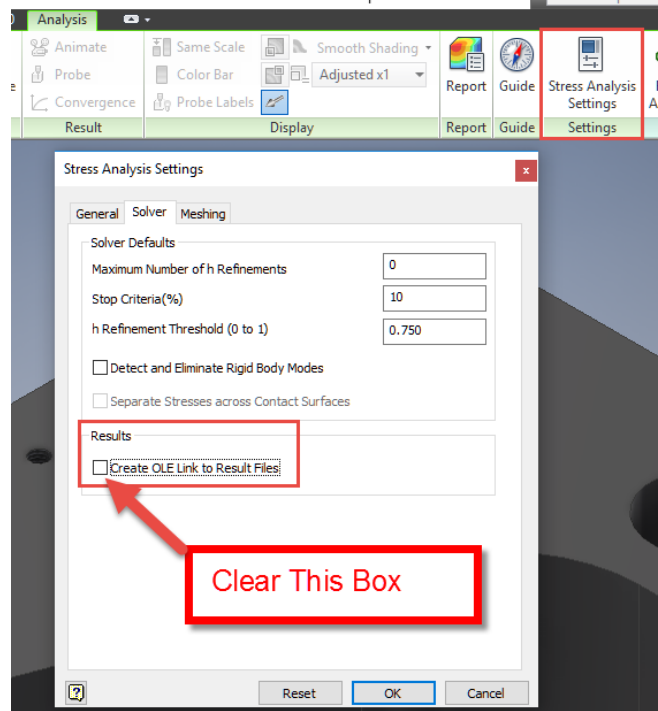 Analysis
Animate
Same Scale
Smooth Shading
Probe
Color Bar
Adjusted x1
Convergence
Probe Labels
Report
Guide
Stress Analysis
Settings
Result
Display
Report
Guide
Settings
Stress Analysis Settings
x
General
Solver
Meshing
Solver Defaults
Maximum Number of h Refinements
0
Stop Criteria(%)
10
h Refinement Threshold (0 to 1)
0.750
Detect and Eliminate Rigid Body Modes
Separate Stresses across Contact Surfaces
Results
Create OLE Link to Result Files
Clear This Box
?
Reset
OK
Cancel